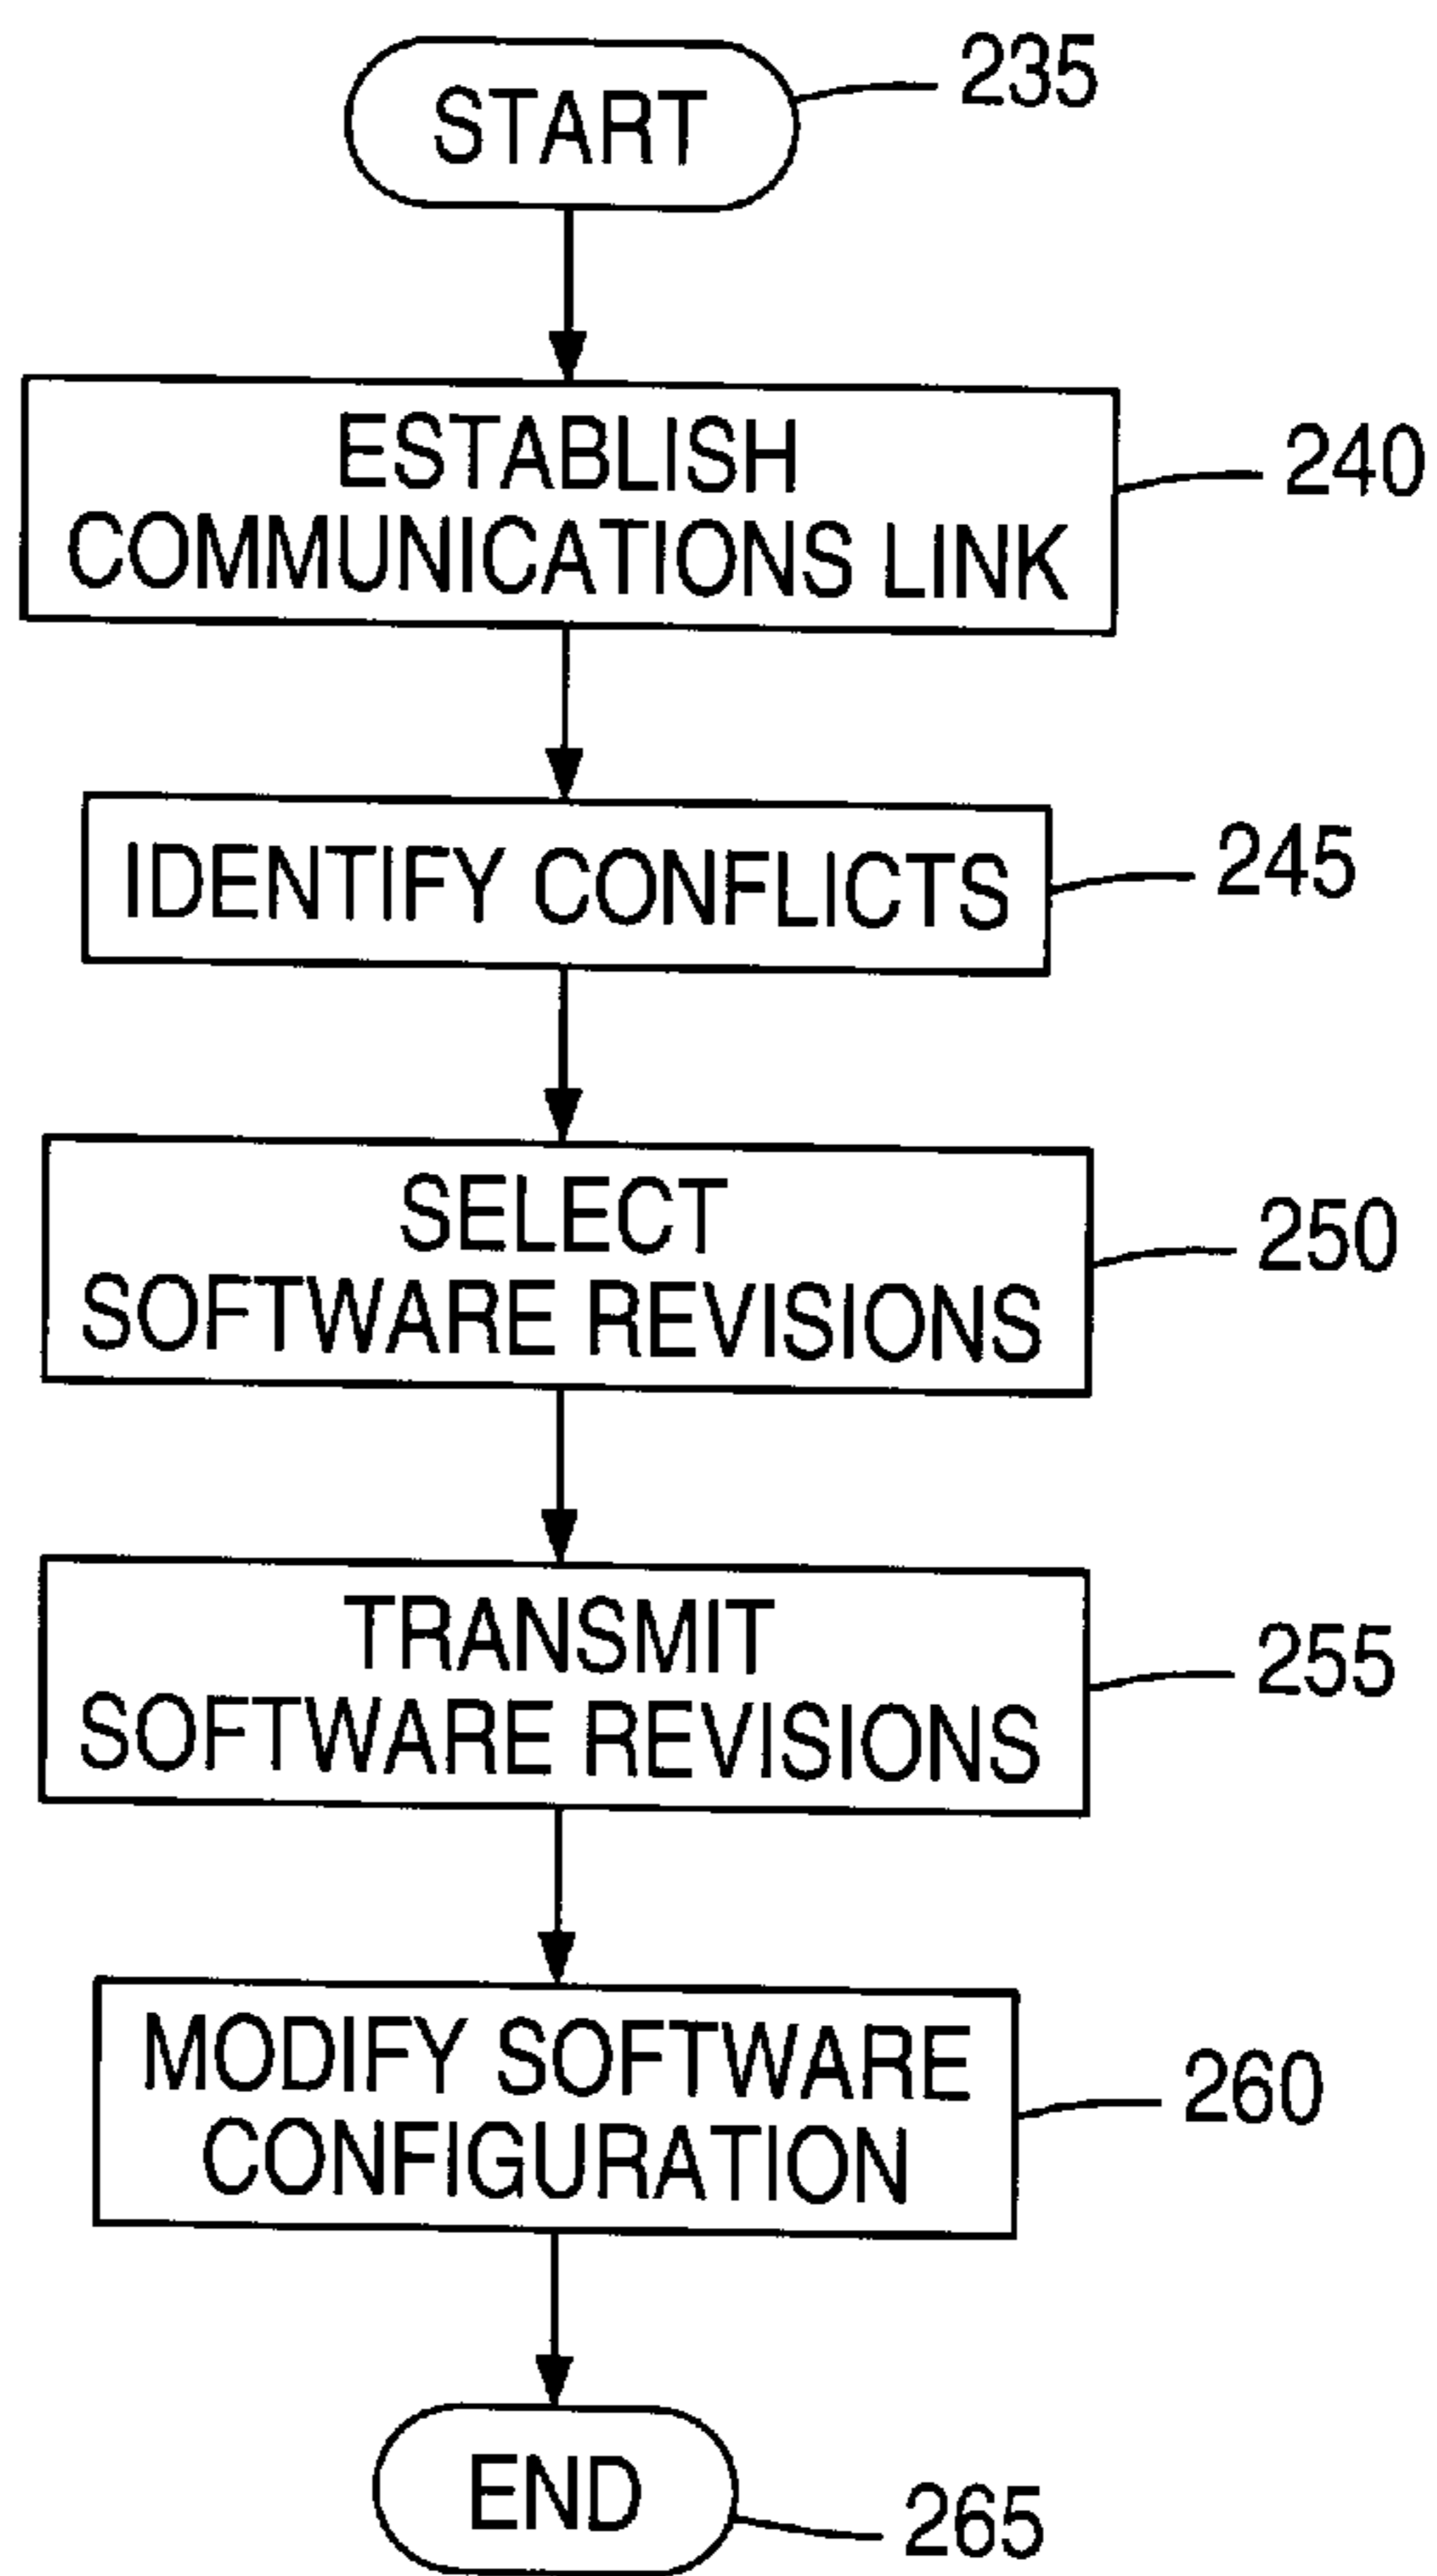 START
235
ESTABLISH
COMMUNICATIONS LINK
240
IDENTIFY CONFLICTS
245
SELECT
SOFTWARE REVISIONS
250
TRANSMIT
SOFTWARE REVISIONS
255
MODIFY SOFTWARE
CONFIGURATION
260
END
265